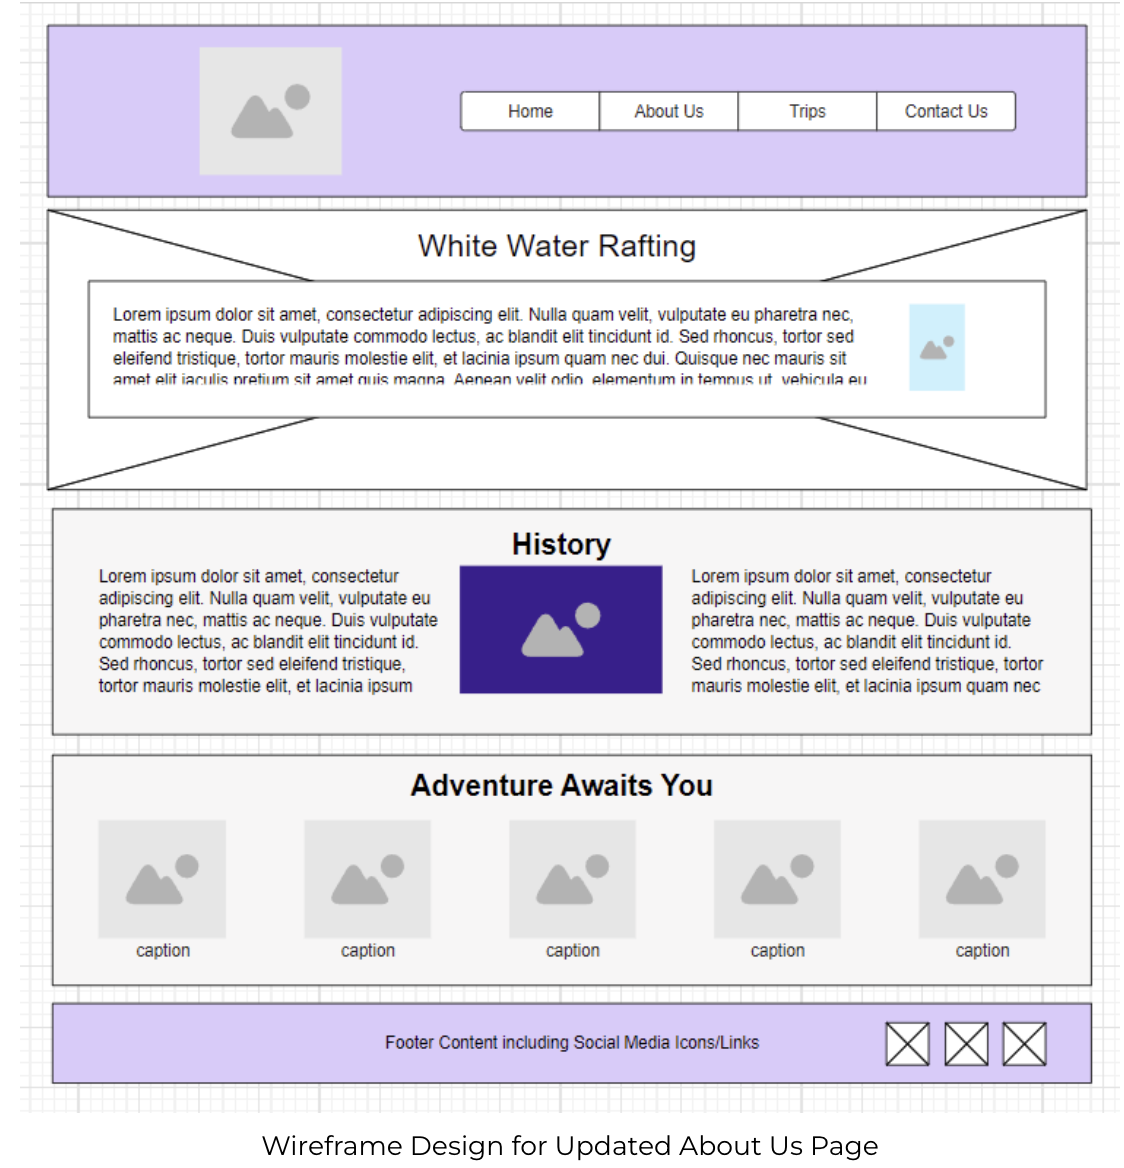 Home
About Us
Trips
Contact Us
White Water Rafting
Lorem ipsum dolor sit amet, consectetur adipiscing elit. Nulla quam velit, vulputate eu pharetra nec,
mattis ac neque. Duis vulputate commodo lectus, ac blandit elit tincidunt id. Sed rhoncus, tortor sed
eleifend tristique, tortor mauris molestie elit, et lacinia ipsum quam nec dui. Quisque nec mauris sit
amet elit iaculis pretium sit amet quis magna. Aenean velit odio, elementum in tempus ut, vehicula eu
History
Lorem ipsum dolor sit amet, consectetur
adipiscing elit. Nulla quam velit, vulputate eu
pharetra nec, mattis ac neque. Duis vulputate
commodo lectus, ac blandit elit tincidunt id.
Sed rhoncus, tortor sed eleifend tristique,
tortor mauris molestie elit, et lacinia ipsum
Lorem ipsum dolor sit amet, consectetur
adipiscing elit. Nulla quam velit, vulputate eu
pharetra nec, mattis ac neque. Duis vulputate
commodo lectus, ac blandit elit tincidunt id.
Sed rhoncus, tortor sed eleifend tristique, tortor
mauris molestie elit, et lacinia ipsum quam nec
Adventure Awaits You
caption
caption
caption
caption
caption
Footer Content including Social Media Icons/Links
Wireframe Design for Updated About Us Page